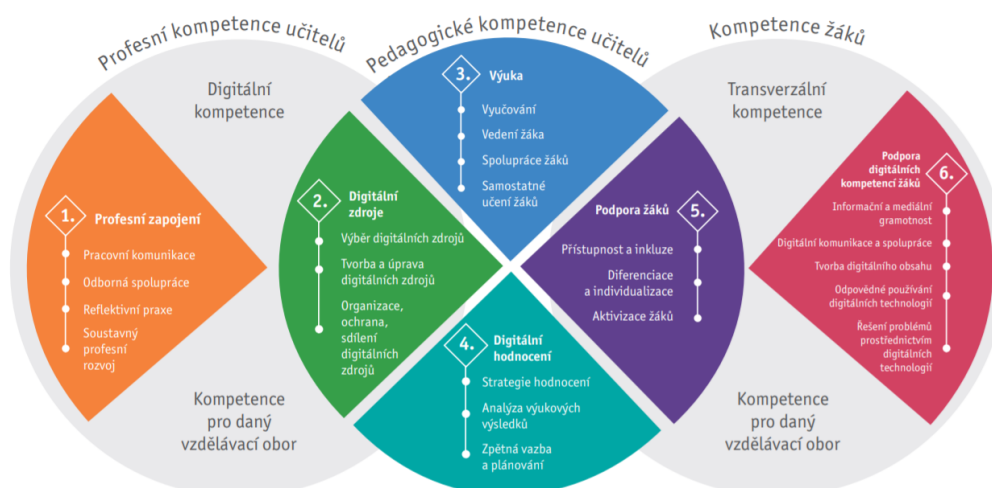 Profesní kompetence učitelů
Pedagogické kompetence učitelů
Kompetence žáků
Digitální
kompetence
Transverzální
kompetence
1. Profesní zapojení
Pracovní komunikace
Odborná spolupráce
Reflektivní praxe
Soustavný
profesní
rozvoj
2. Digitální
zdroje
Výběr digitálních zdrojů
Tvorba a úprava
digitálních zdrojů
Organizace,
ochrana,
sdílení
digitálních
zdrojů
3. Výuka
Vyučování
Vedení žáka
Spolupráce žáků
Samostatné
učení žáků
4. Digitální
hodnocení
Strategie hodnocení
Analýza výukových
výsledků
Zpětná vazba
a plánování
Podpora žáků 5.
Přístupnost a inkluze
Diferenciace
a individualizace
Aktivizace žáků
Podpora
digitálních
kompetencí žáků 6.
Informační a mediální
gramotnost
Digitální komunikace a spolupráce
Tvorba digitálního obsahu
Odpovědné používání
digitálních technologií
Řešení problémů
prostřednictvím
digitálních
technologií
Kompetence
pro daný
vzdělávací obor
Kompetence
pro daný
vzdělávací obor